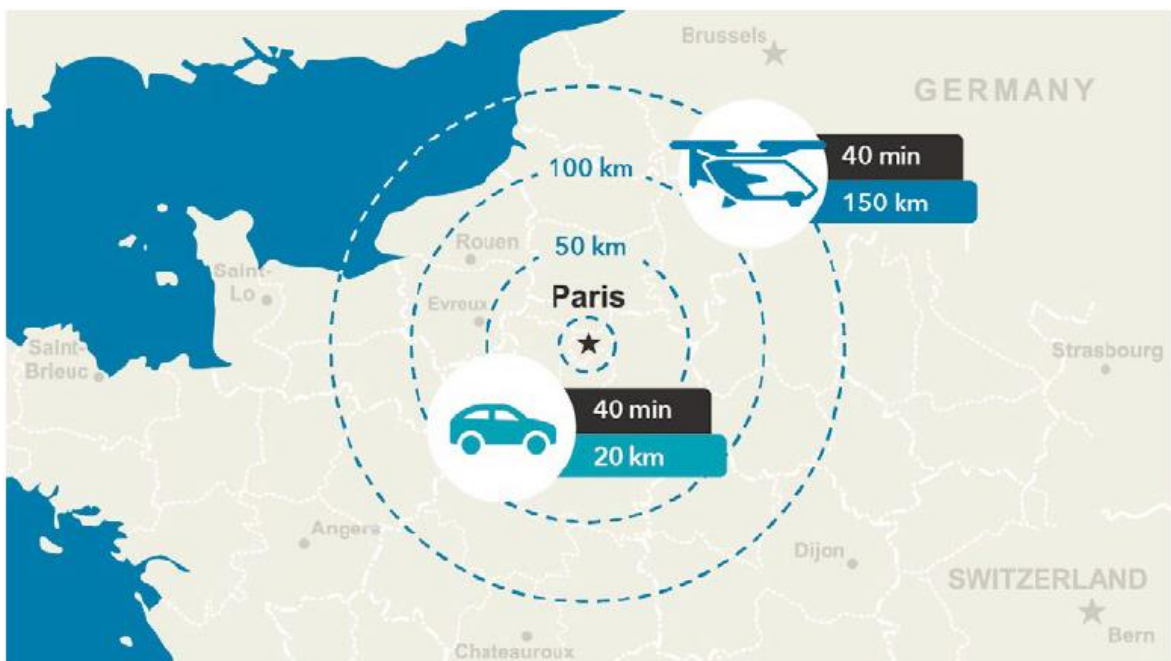 Brussels
GERMANY
40 min
100 km
150 km
Rouen
50 km
Saint-
Lo
Paris
Evreux
Saint-
Brieuc
Strasbourg
40 min
20 km
Angers
Dijon
SWITZERLAND
Bern
Chateauroux